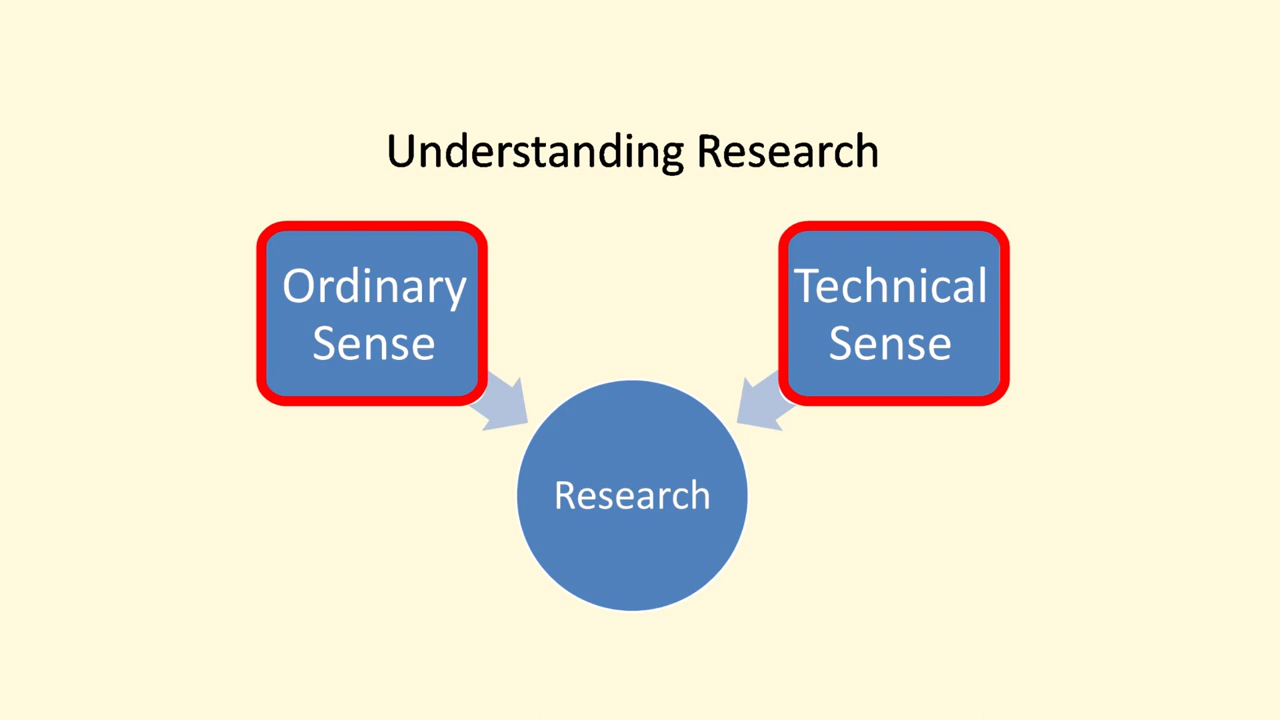 Understanding Research
Ordinary
Sense
Technical
Sense
Research